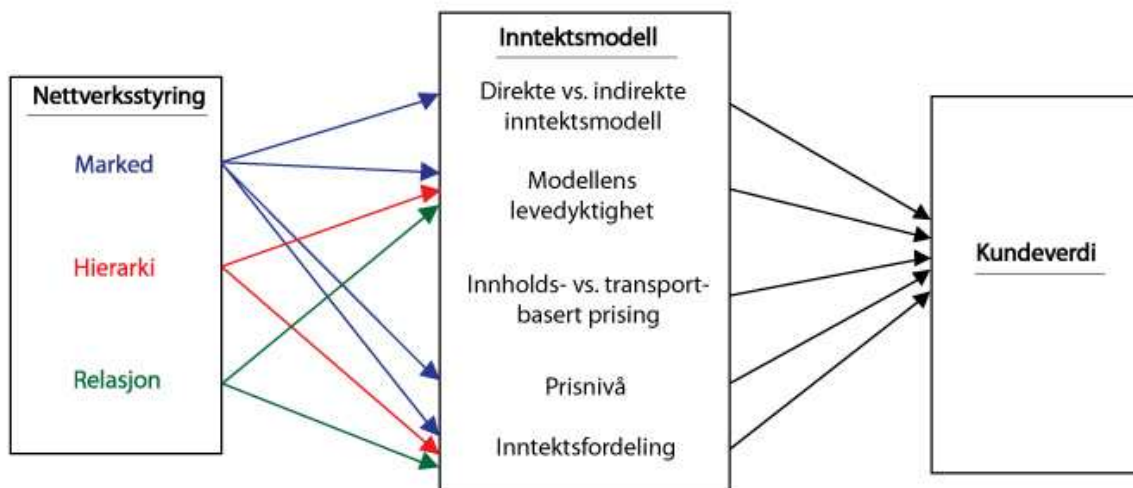 Nettverksstyring
Marked
Hierarki
Relasjon
Inntektsmodell
Direkte vs. indirekte
inntektsmodell
Modellens
levedyktighet
Innholds- vs. transport-
basert prising
Prisnivå
Inntektsfordeling
Kundeverdi